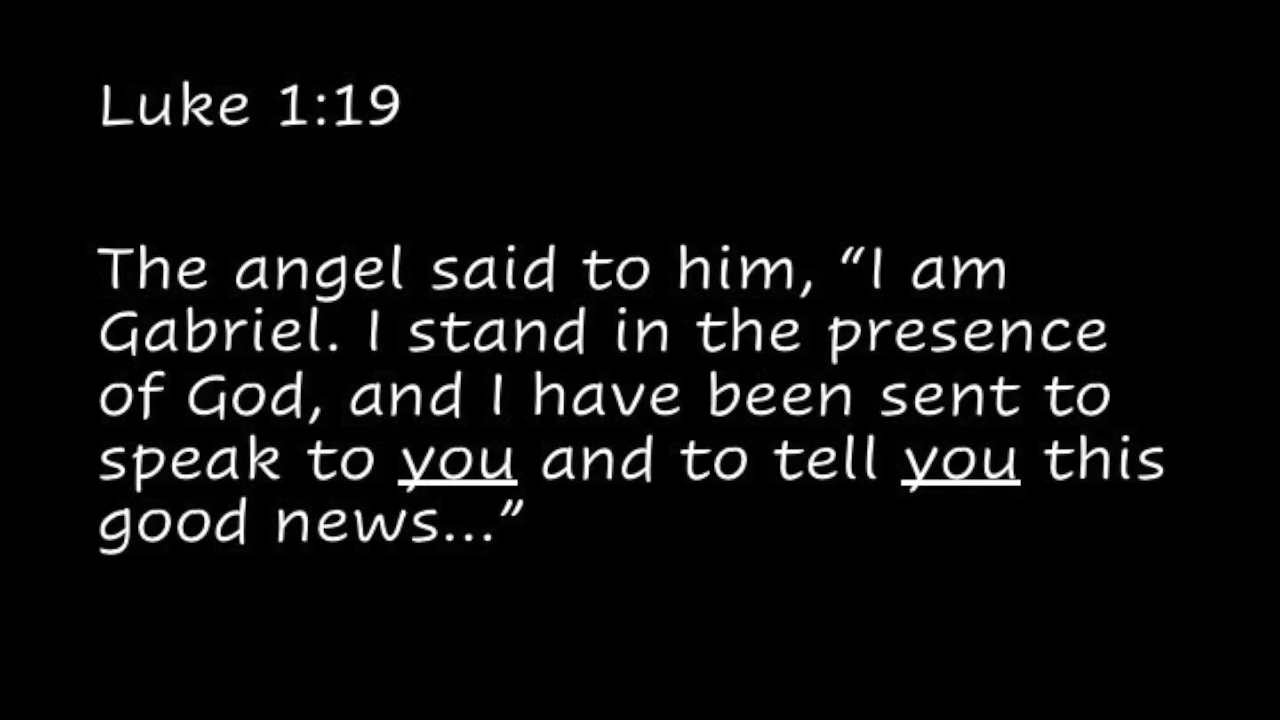 Luke 1:19
The angel said to him, “I am
Gabriel. I stand in the presence
of God, and I have been sent to
speak to you and to tell you this
good news...”